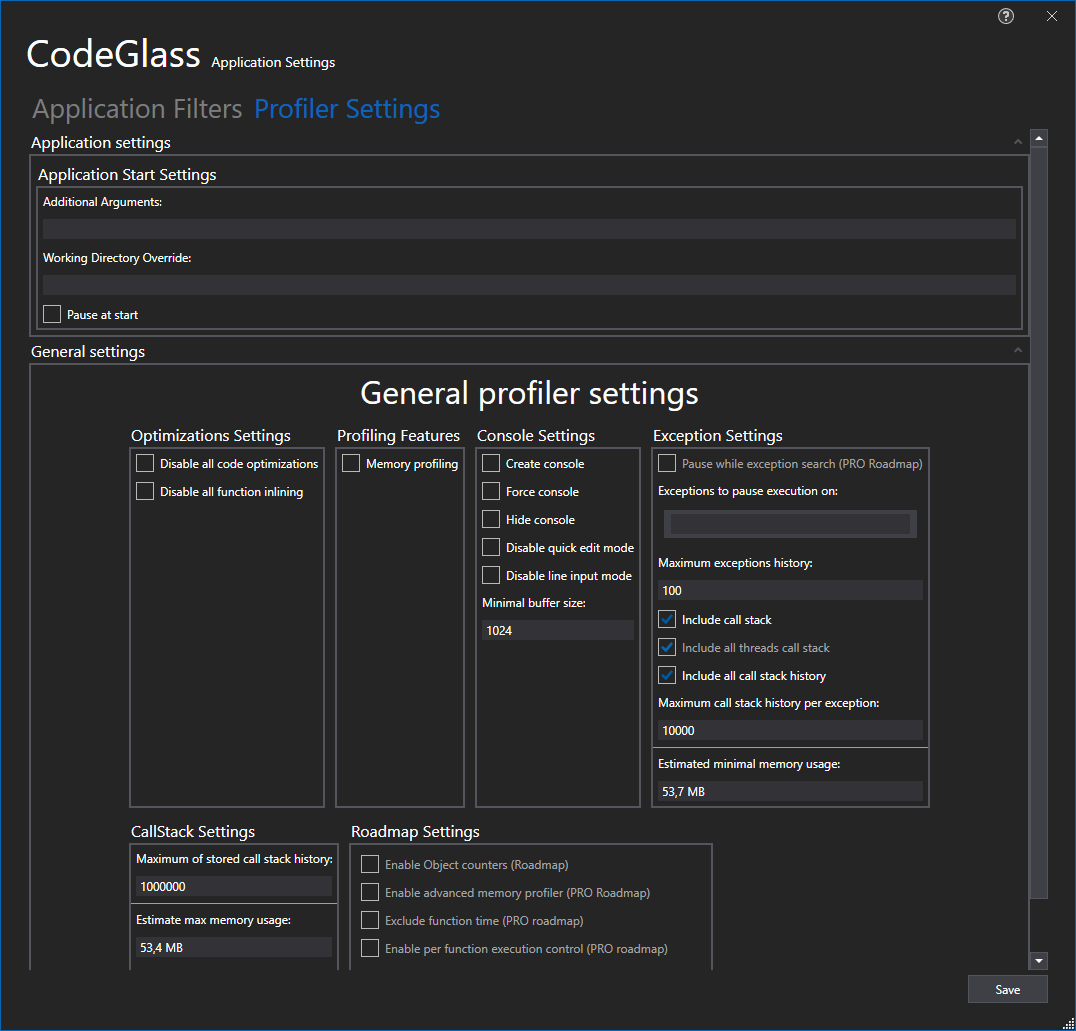 CodeGlass Application Settings
Application Filters Profiler Settings
Application settings
Application Start Settings
Additional Arguments:
Working Directory Override:
Pause at start
General settings
General profiler settings
Optimizations Settings
Disable all code optimizations
Disable all function inlining
Profiling Features
Memory profiling
Console Settings
Create console
Force console
Hide console
Disable quick edit mode
Disable line input mode
Minimal buffer size:
1024
Exception Settings
Pause while exception search (PRO Roadmap)
Exceptions to pause execution on:
Maximum exceptions history:
100
Include call stack
Include all threads call stack
Include all call stack history
Maximum call stack history per exception:
10000
Estimated minimal memory usage:
53,7 MB
CallStack Settings
Maximum of stored call stack history:
1000000
Estimate max memory usage:
53,4 MB
Roadmap Settings
Enable Object counters (Roadmap)
Enable advanced memory profiler (PRO Roadmap)
Exclude function time (PRO roadmap)
Enable per function execution control (PRO roadmap)
Save